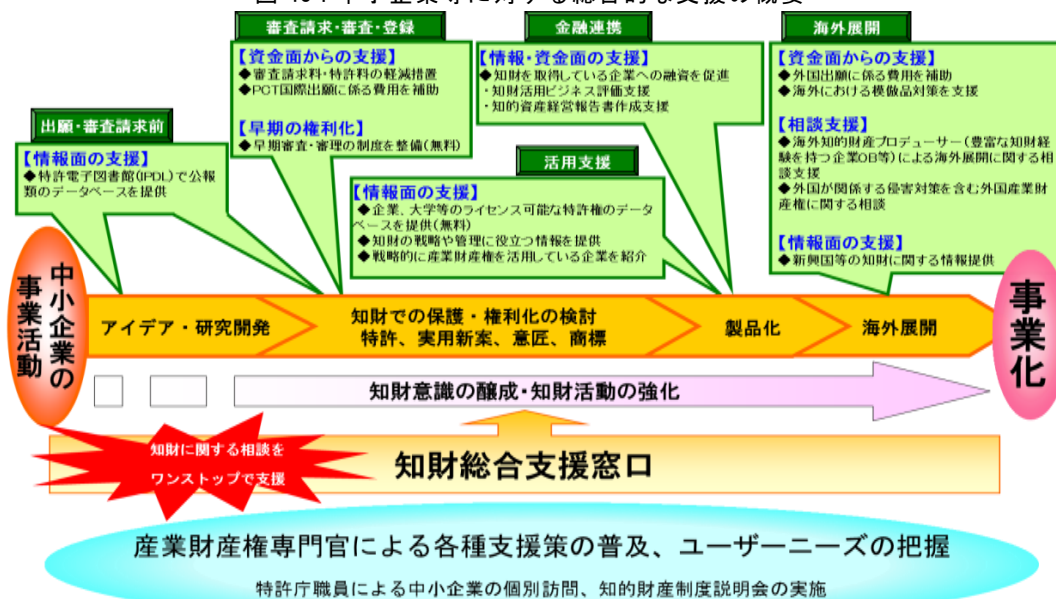 審査請求・審査・登録
【資金面からの支援】
◆審査請求料・特許料の軽減措置
◆PCT国際出願に係る費用を補助
【早期の権利化】
◆早期審査・審理の制度を整備(無料)
金融連携
【情報・資金面の支援】
◆知財を取得している企業への融資を促進
・知財活用ビジネス評価支援
・知的資産経営報告書作成支援
海外展開
【資金面からの支援】
◆外国出願に係る費用を補助
◆海外における模倣品対策を支援
【相談支援】
◆海外知的財産プロデューサー(豊富な知財経
験を持つ企業OB等)による海外展開に関する相
談支援
◆外国が関係する侵害対策を含む外国産業財
産権に関する相談
【情報面の支援】
◆新興国等の知財に関する情報提供
出願・審査請求前
【情報面の支援】
◆特許電子図書館(IPDL)で公報
類のデータベースを提供
活用支援
【情報面の支援】
◆企業、大学等のライセンス可能な特許権のデータ
ベースを提供(無料)
◆知財の戦略や管理に役立つ情報を提供
◆戦略的に産業財産権を活用している企業を紹介
中小企業の
事業活動
アイデア・研究開発
知財での保護・権利化の検討
特許、実用新案、意匠、商標
製品化
海外展開
事業化
知財意識の醸成・知財活動の強化
知財に関する相談を
ワンストップで支援
知財総合支援窓口
産業財産権専門官による各種支援策の普及、ユーザーニーズの把握
特許庁職員による中小企業の個別訪問、知的財産制度説明会の実施